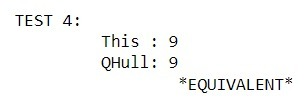 TEST 4:
This : 9
QHull: 9
*EQUIVALENT*